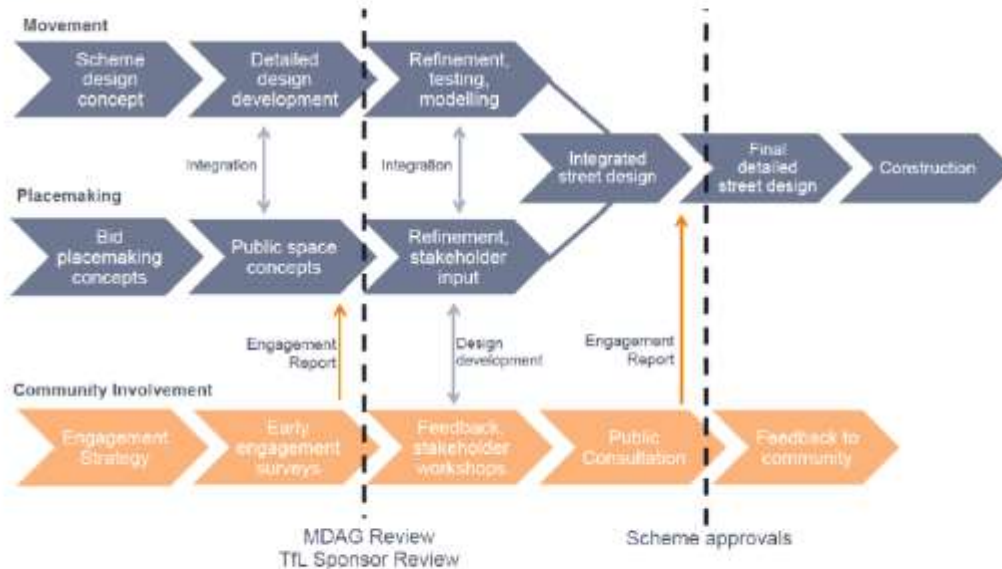 Movement
Scheme
design
concept
Detailed
design
development
Refinement,
testing,
modelling
Integration
Integration
Integrated
street design
Final
detailed
street design
Construction
Placemaking
Bid
placemaking
concepts
Public space
concepts
Refinement,
stakeholder
input
Engagement
Report
Design
development
Engagement
Report
Community Involvement
Engagement
Strategy
Early
engagement
surveys
Feedback,
stakeholder
workshops
Public
Consultation
Feedback to
community
MDAG Review
TfL Sponsor Review
Scheme approvals